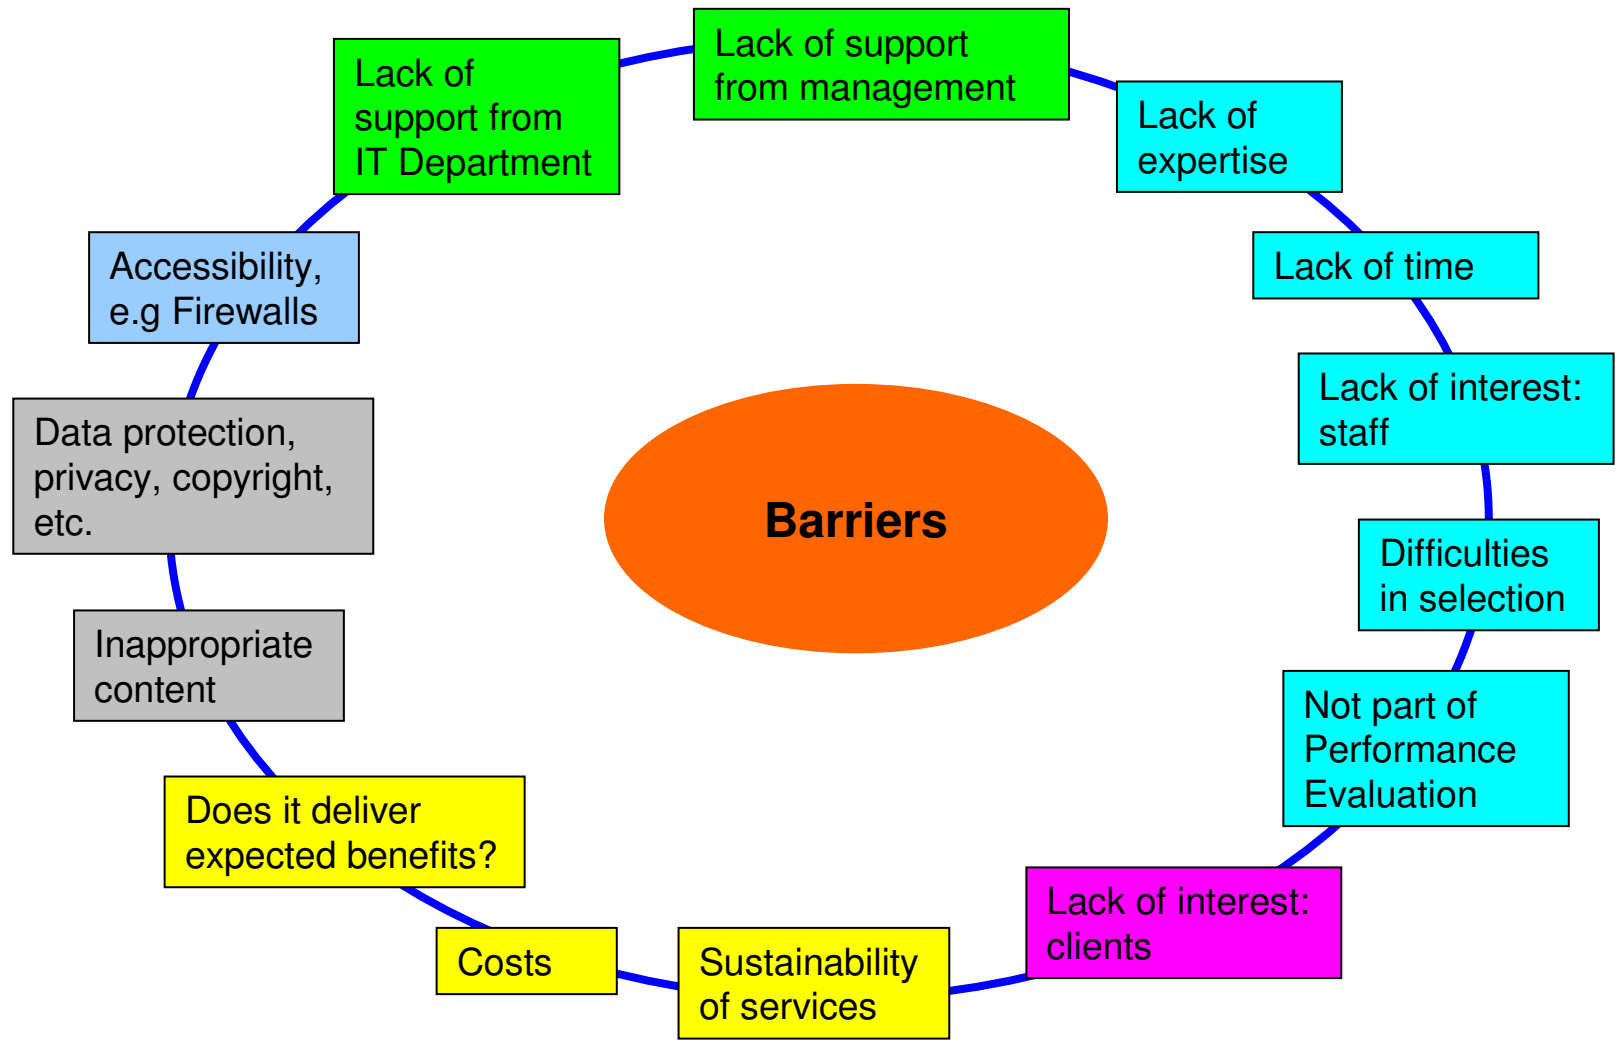 Lack of support
from management
Lack of
expertise
Lack of time
Lack of interest:
staff
Difficulties
in selection
Not part of
Performance
Evaluation
Lack of interest:
clients
Sustainability
of services
Costs
Does it deliver
expected benefits?
Inappropriate
content
Data protection,
privacy, copyright,
etc.
Accessibility,
e.g Firewalls
Lack of
support from
IT Department
Barriers